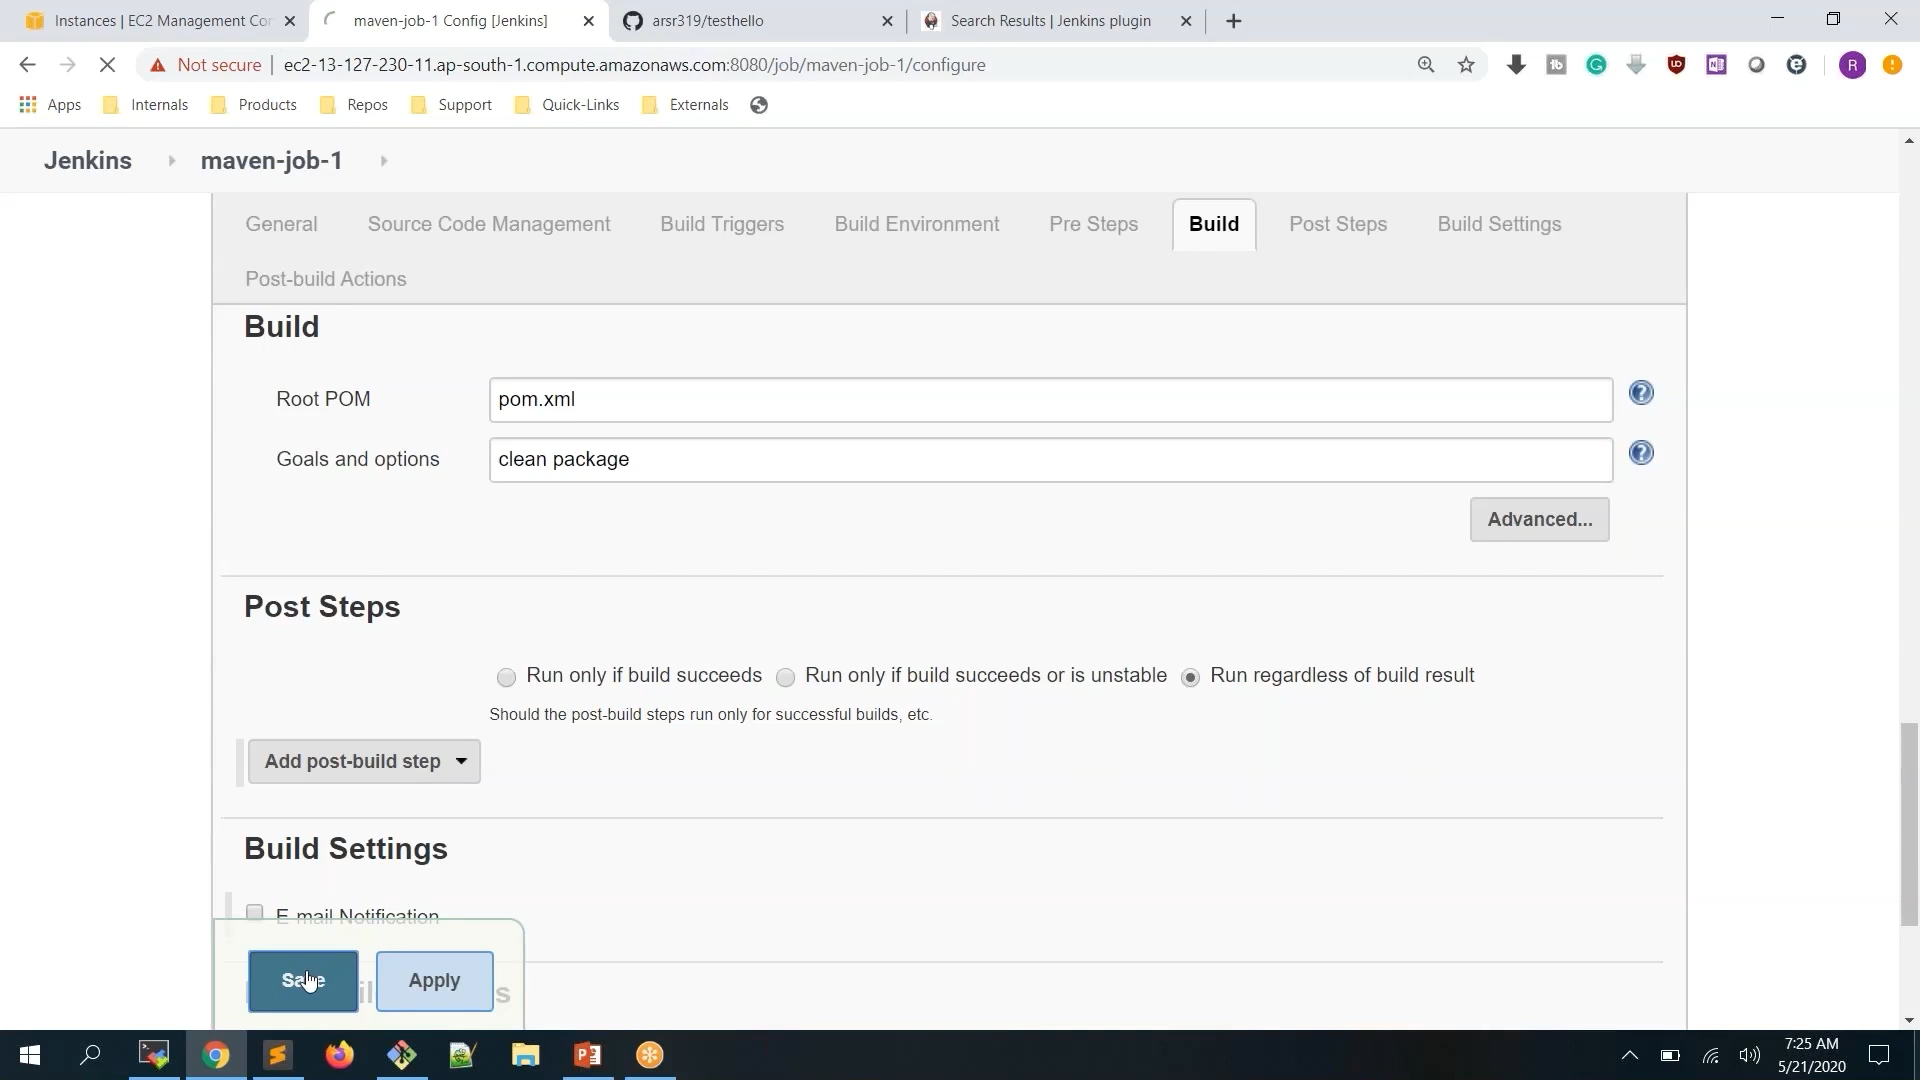 Instances | EC2 Management Con
maven-job-1 Config [Jenkins]
arsr319/testhello
Search Results | Jenkins plugin
Not secure
ec2-13-127-230-11.ap-south-1.compute.amazonaws.com:8080/job/maven-job-1/configure
Apps
Internals
Products
Repos
Support
Quick-Links
Externals
Jenkins
maven-job-1
General
Source Code Management
Build Triggers
Build Environment
Pre Steps
Build
Post Steps
Build Settings
Post-build Actions
Build
Root POM
pom.xml
Goals and options
clean package
Advanced...
Post Steps
Run only if build succeeds
Run only if build succeeds or is unstable
Run regardless of build result
Should the post-build steps run only for successful builds, etc.
Add post-build step
Build Settings
E-mail Notification
Save
Apply
7:25 AM
5/21/2020